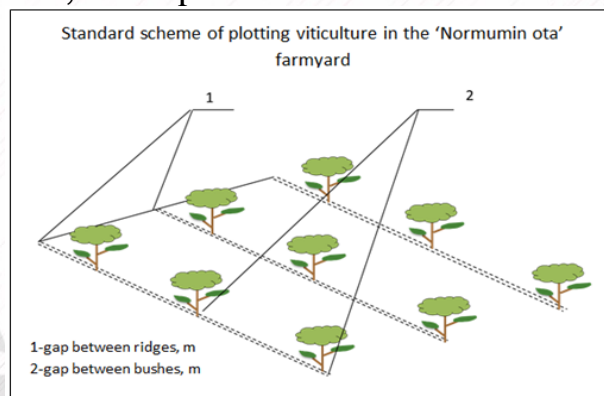 Standard scheme of plotting viticulture in the ‘Normumin ota’
farmyard
1
2
1-gap between ridges, m
2-gap between bushes, m